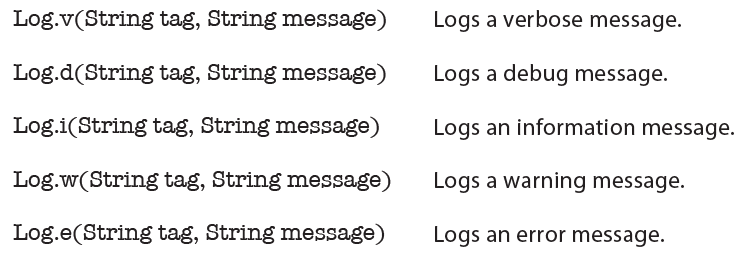 Log.v(String tag, String message) Logs a verbose message.
Log.d(String tag, String message) Logs a debug message.
Log.i(String tag, String message) Logs an information message.
Log.w(String tag, String message) Logs a warning message.
Log.e(String tag, String message) Logs an error message.